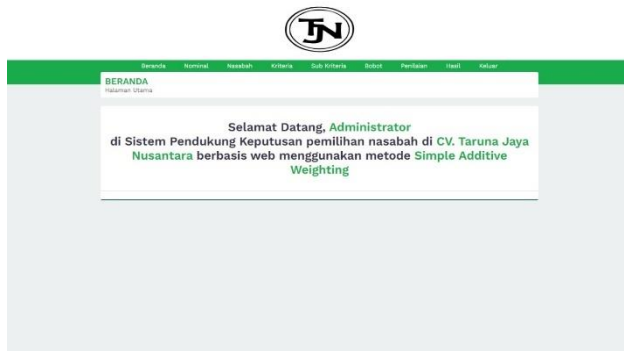 TJN
Beranda Nominal Nasabah Kriteria Sub Kriteria Bobot Penilaian Hasil Keluar
BERANDA
Halaman Utama
Selamat Datang, Administrator
di Sistem Pendukung Keputusan pemilihan nasabah di CV. Taruna Jaya
Nusantara berbasis web menggunakan metode Simple Additive
Weighting